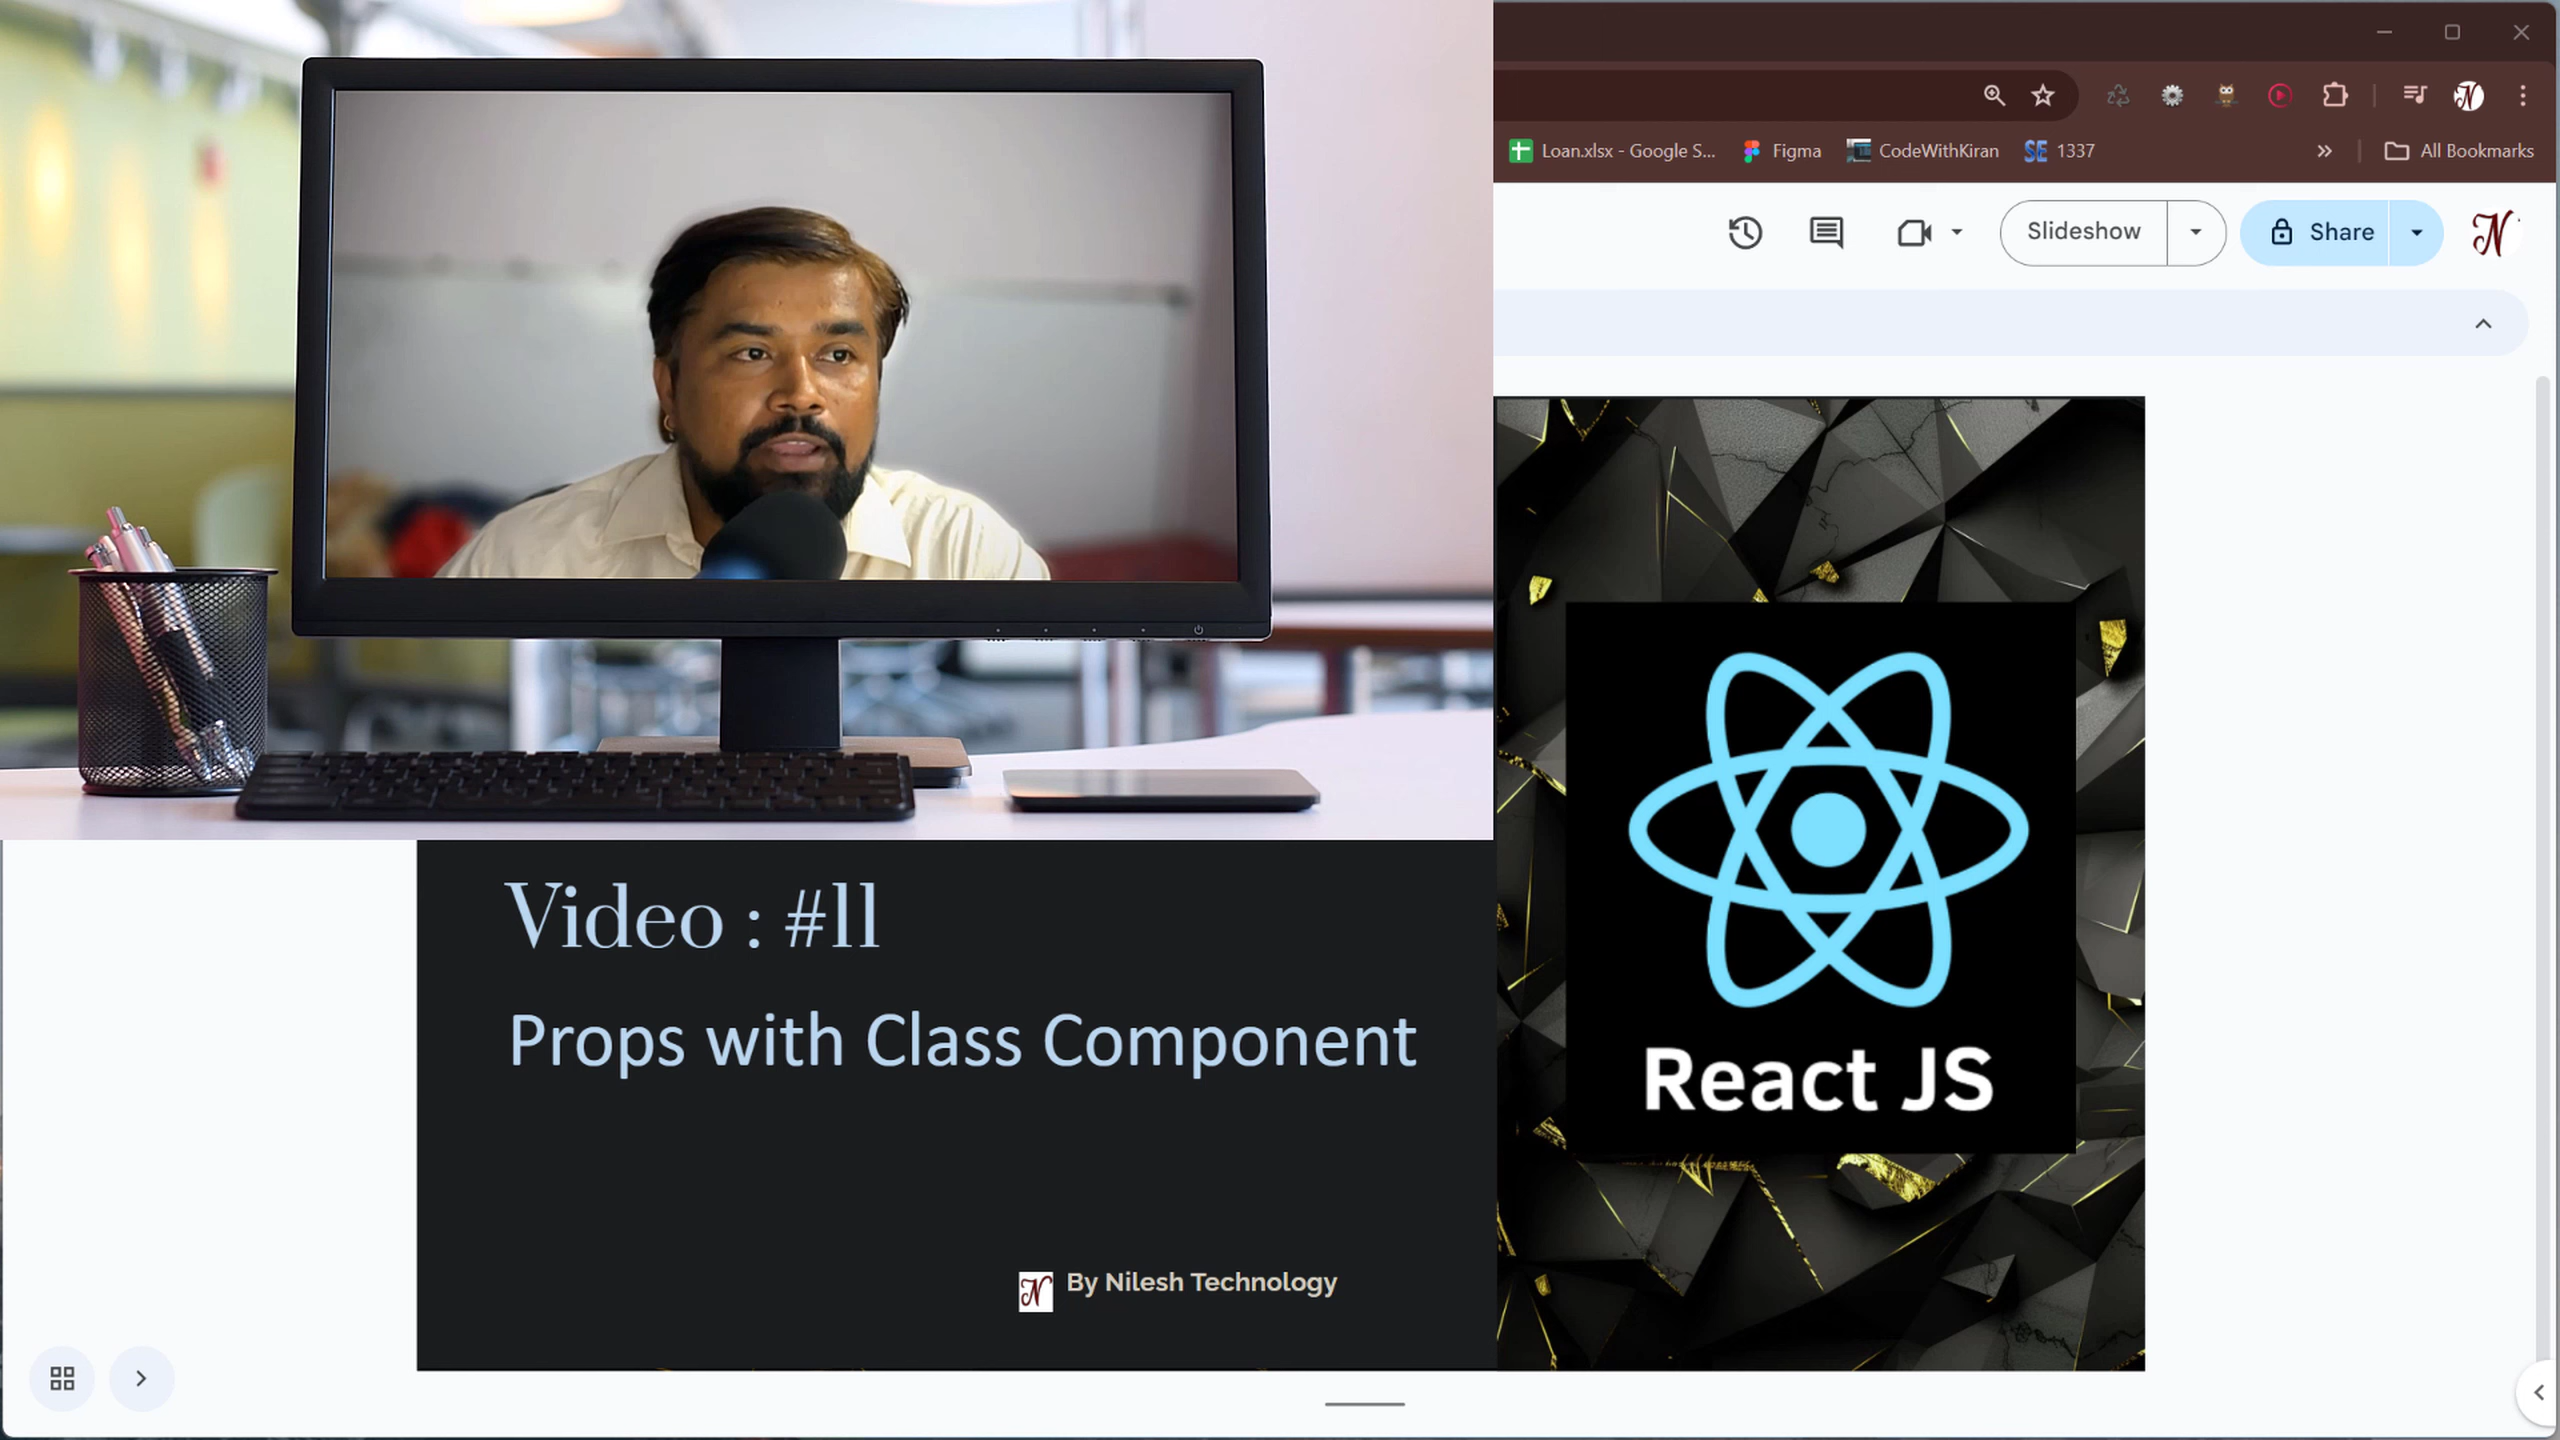 Loan.xlsx - Google S...
Figma
CodeWithKiran
SE 1337
All Bookmarks
Slideshow
Share
N
Video : #11
Props with Class Component
N By Nilesh Technology
React JS